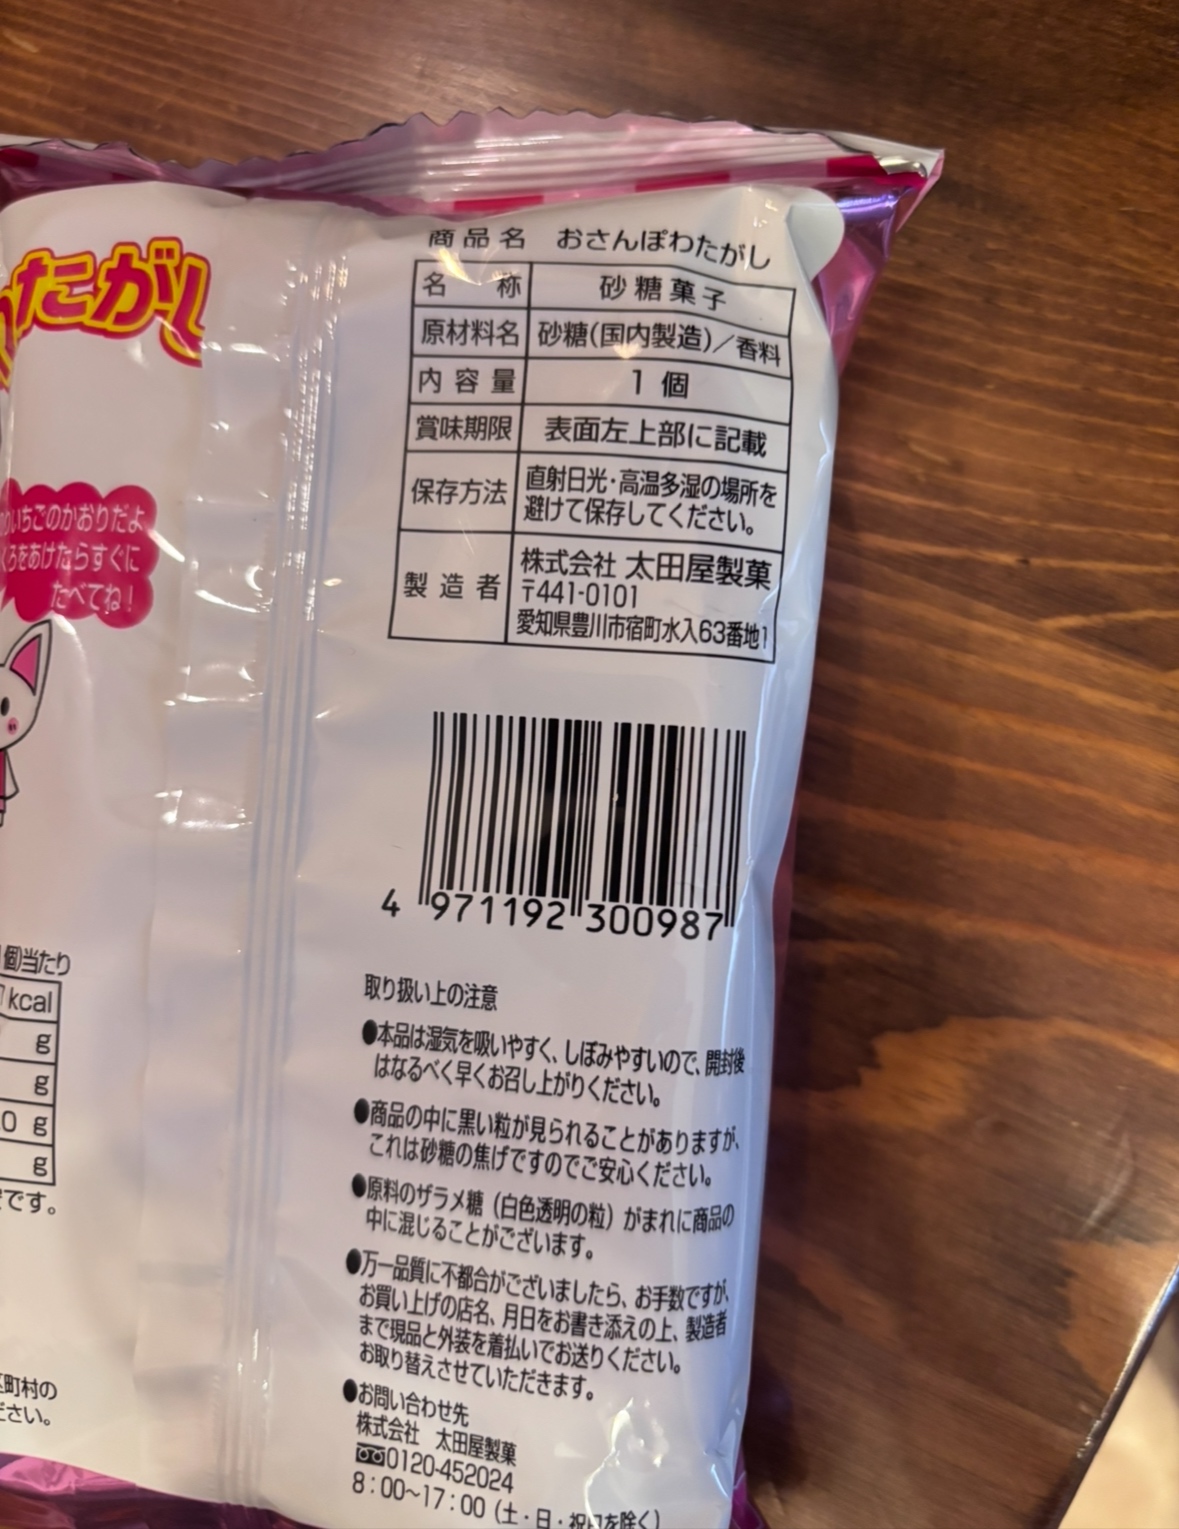 たがし
いちごのかおりだよ
くろをあけたらすぐに
たべてね！
個当たり
7 kcal
g
g
0 g
g
です。
町村の
ださい。
商品名 おさんぽわたがし
名称 砂糖菓子
原材料名 砂糖(国内製造)／香料
内容量 1個
賞味期限 表面左上部に記載
保存方法 直射日光・高温多湿の場所を
避けて保存してください。
製造者 株式会社 太田屋製菓
〒441-0101
愛知県豊川市宿町水入63番地1
4 971192 300987
取り扱い上の注意
●本品は湿気を吸いやすく、しぼみやすいので、開封後
はなるべく早くお召し上がりください。
●商品の中に黒い粒が見られることがありますが、
これは砂糖の焦げですのでご安心ください。
●原料のザラメ糖（白色透明の粒）がまれに商品の
中に混じることがございます。
●万一品質に不都合がございましたら、お手数ですが、
お買い上げの店名、月日をお書き添えの上、製造者
まで現品と外装を着払いでお送りください。
お取り替えさせていただきます。
●お問い合わせ先
株式会社 太田屋製菓
0120-452024
8：00〜17：00（土・日・祝日を除く）